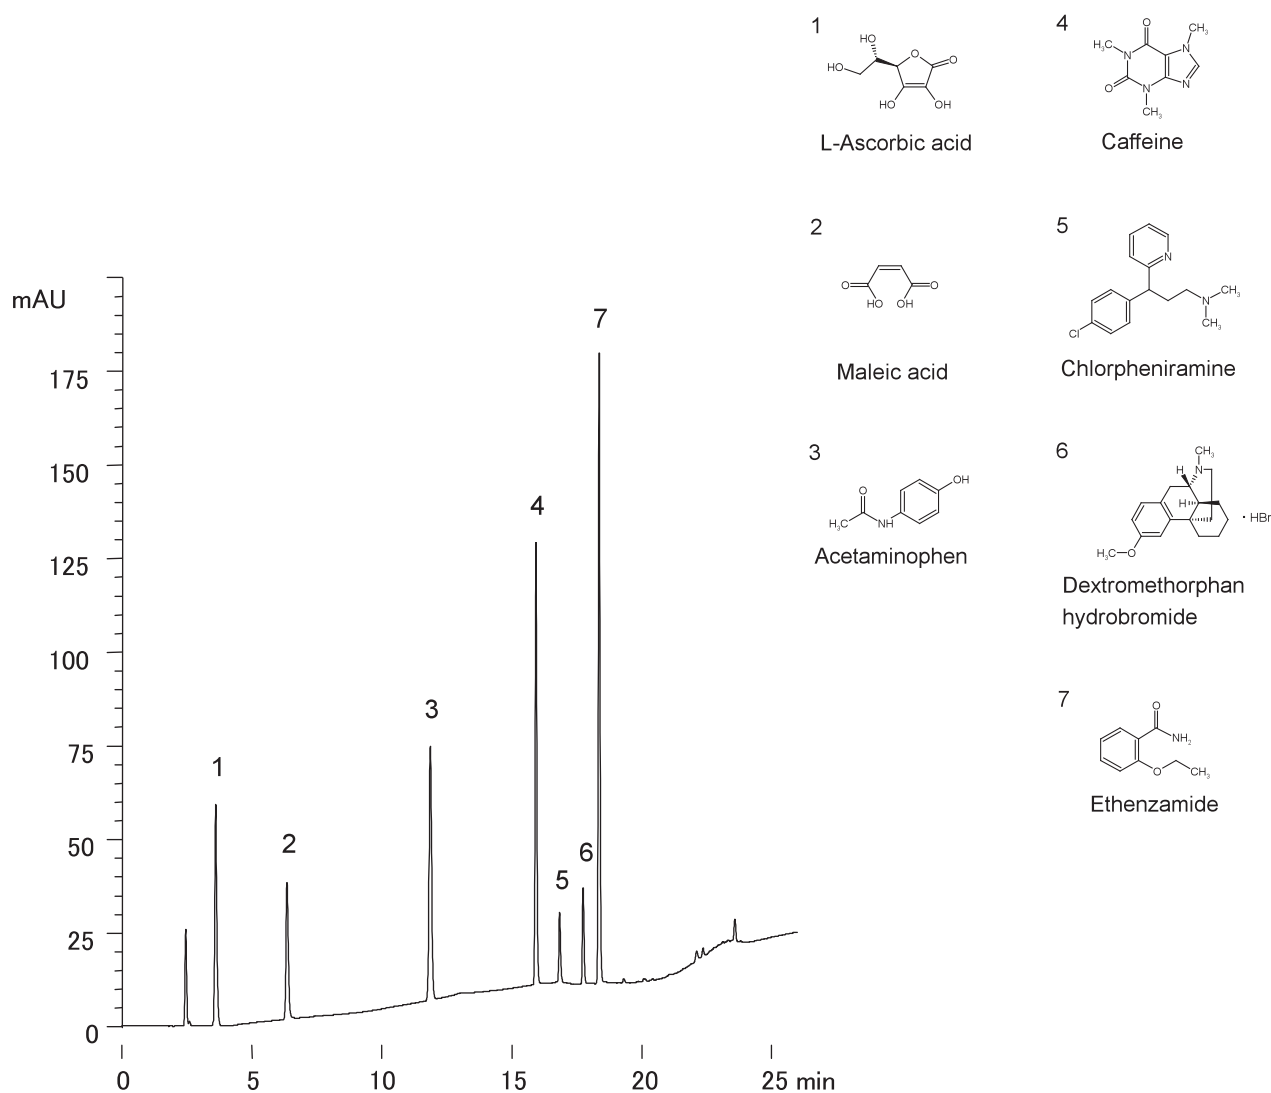 mAU
175
150
125
100
75
50
25
0
0 5 10 15 20 25 min
1
2
3
4
5
6
7
1
HO
HO
O
O
HO
OH
L-Ascorbic acid
2
O
HO
OH
O
Maleic acid
3
O
H₃C
NH
OH
Acetaminophen
4
O
CH₃
H₃C
N
N
O
N
N
CH₃
Caffeine
5
N
CH₃
N
CH₃
Cl
Chlorpheniramine
6
CH₃
H
N
H
H₃C
O
· HBr
Dextromethorphan
hydrobromide
7
O
NH₂
O
CH₃
Ethenzamide